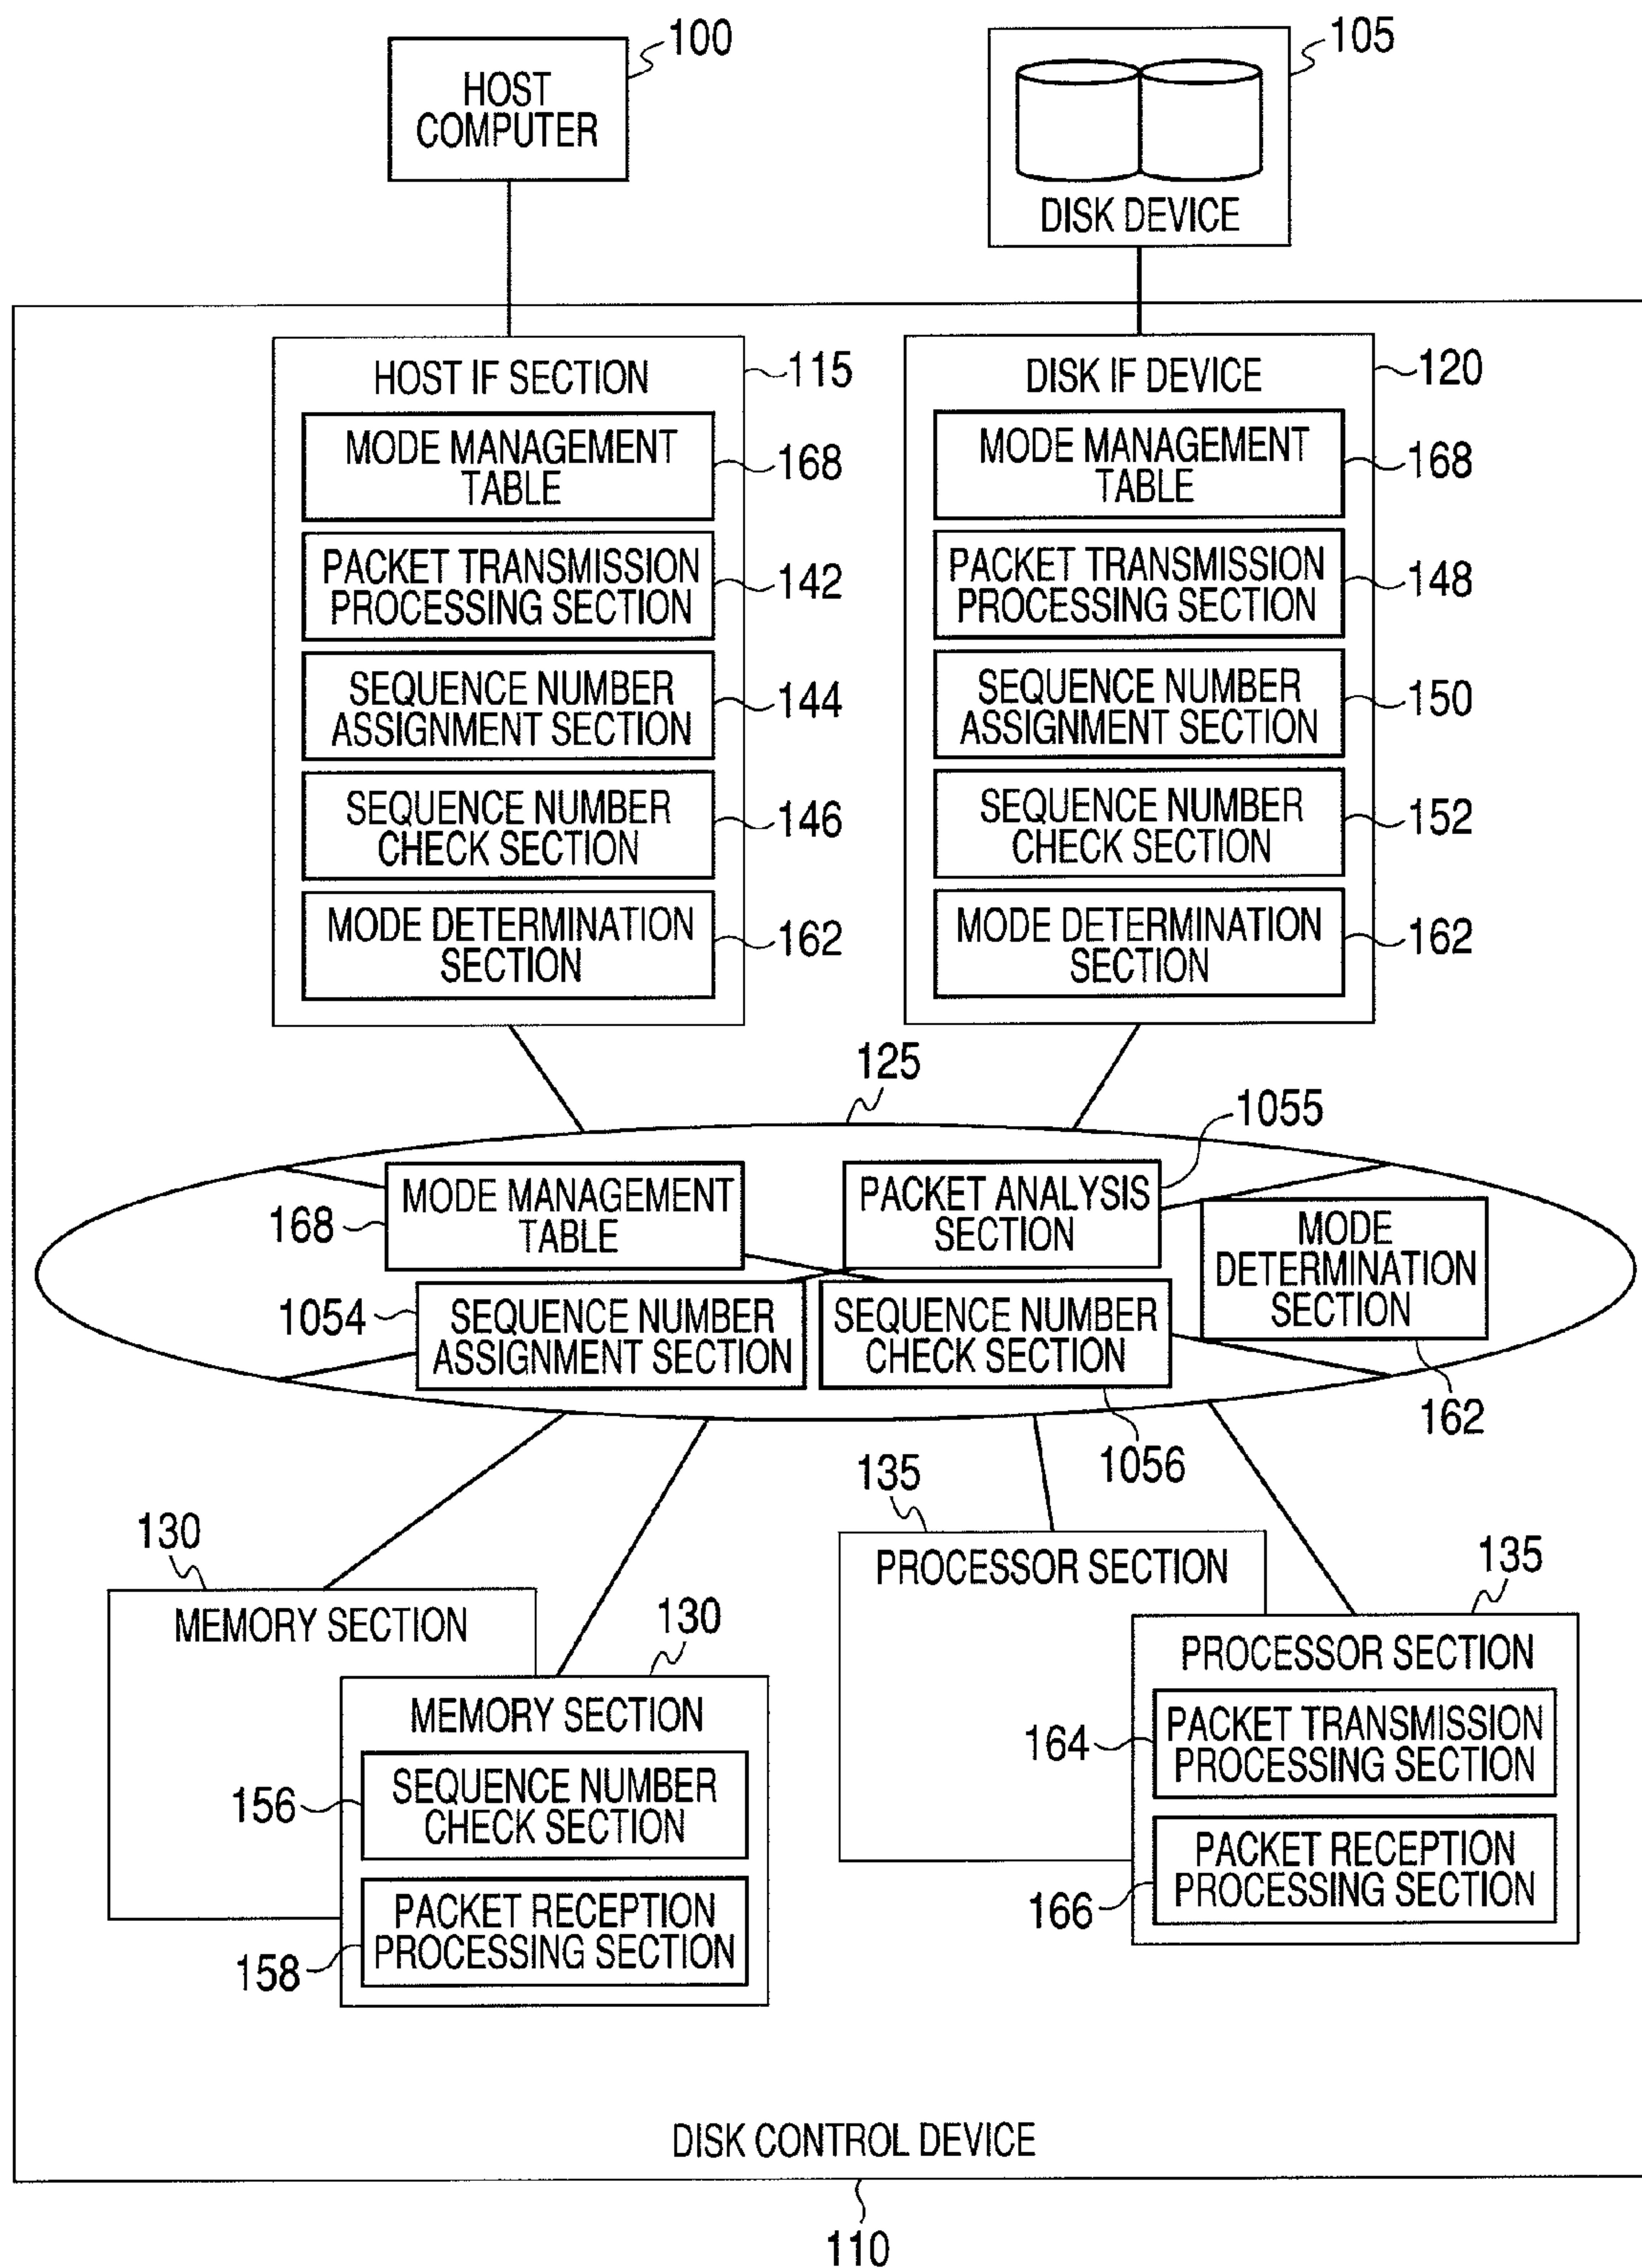 100
HOST
COMPUTER
105
DISK DEVICE
HOST IF SECTION
115
MODE MANAGEMENT
TABLE
168
PACKET TRANSMISSION
PROCESSING SECTION
142
SEQUENCE NUMBER
ASSIGNMENT SECTION
144
SEQUENCE NUMBER
CHECK SECTION
146
MODE DETERMINATION
SECTION
162
DISK IF DEVICE
120
MODE MANAGEMENT
TABLE
168
PACKET TRANSMISSION
PROCESSING SECTION
148
SEQUENCE NUMBER
ASSIGNMENT SECTION
150
SEQUENCE NUMBER
CHECK SECTION
152
MODE DETERMINATION
SECTION
162
125
1055
MODE MANAGEMENT
TABLE
168
PACKET ANALYSIS
SECTION
MODE
DETERMINATION
SECTION
162
1054
SEQUENCE NUMBER
ASSIGNMENT SECTION
SEQUENCE NUMBER
CHECK SECTION
1056
130
MEMORY SECTION
130
MEMORY SECTION
156
SEQUENCE NUMBER
CHECK SECTION
158
PACKET RECEPTION
PROCESSING SECTION
135
PROCESSOR SECTION
135
PROCESSOR SECTION
164
PACKET TRANSMISSION
PROCESSING SECTION
166
PACKET RECEPTION
PROCESSING SECTION
DISK CONTROL DEVICE
110